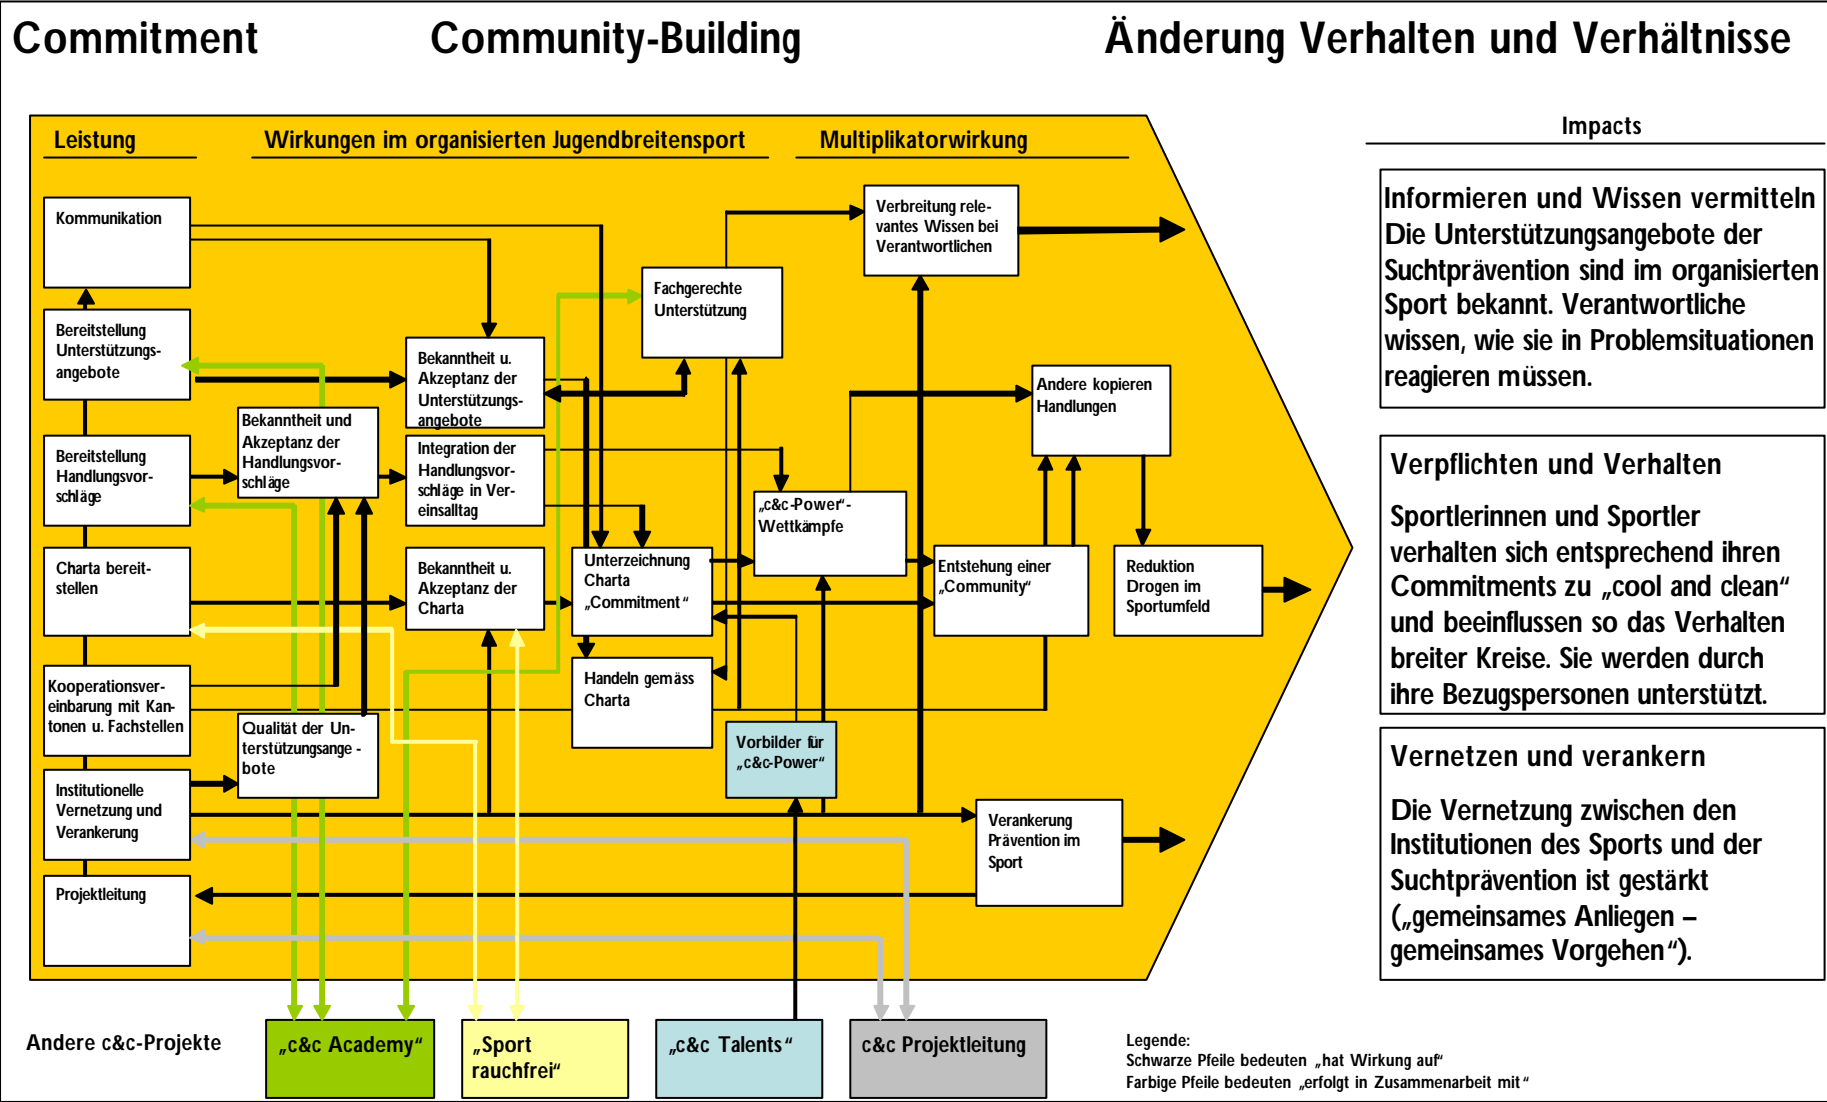 Commitment
Community-Building
Änderung Verhalten und Verhältnisse
Leistung
Wirkungen im organisierten Jugendbreitensport
Multiplikatorwirkung
Impacts
Kommunikation
Bereitstellung
Unterstützungs-
angebote
Bereitstellung
Handlungsvor-
schläge
Charta bereit-
stellen
Kooperationsver-
einbarung mit Kan-
tonen u. Fachstellen
Institutionelle
Vernetzung und
Verankerung
Projektleitung
Bekanntheit und
Akzeptanz der
Handlungsvor-
schläge
Qualität der Un-
terstützungsange -
bote
Bekanntheit u.
Akzeptanz der
Unterstützungs-
angebote
Integration der
Handlungsvor-
schläge in Ver-
einsalltag
Bekanntheit u.
Akzeptanz der
Charta
Fachgerechte
Unterstützung
Unterzeichnung
Charta
„Commitment“
Handeln gemäss
Charta
„c&c-Power“-
Wettkämpfe
Vorbilder für
„c&c-Power“
Verbreitung rele-
vantes Wissen bei
Verantwortlichen
Entstehung einer
„Community“
Andere kopieren
Handlungen
Reduktion
Drogen im
Sportumfeld
Verankerung
Prävention im
Sport
Informieren und Wissen vermitteln
Die Unterstützungsangebote der
Suchtprävention sind im organisierten
Sport bekannt. Verantwortliche
wissen, wie sie in Problemsituationen
reagieren müssen.
Verpflichten und Verhalten
Sportlerinnen und Sportler
verhalten sich entsprechend ihren
Commitments zu „cool and clean“
und beeinflussen so das Verhalten
breiter Kreise. Sie werden durch
ihre Bezugspersonen unterstützt.
Vernetzen und verankern
Die Vernetzung zwischen den
Institutionen des Sports und der
Suchtprävention ist gestärkt
(„gemeinsames Anliegen –
gemeinsames Vorgehen“).
Andere c&c-Projekte
„c&c Academy“
„Sport
rauchfrei“
„c&c Talents“
c&c Projektleitung
Legende:
Schwarze Pfeile bedeuten „hat Wirkung auf“
Farbige Pfeile bedeuten „erfolgt in Zusammenarbeit mit“